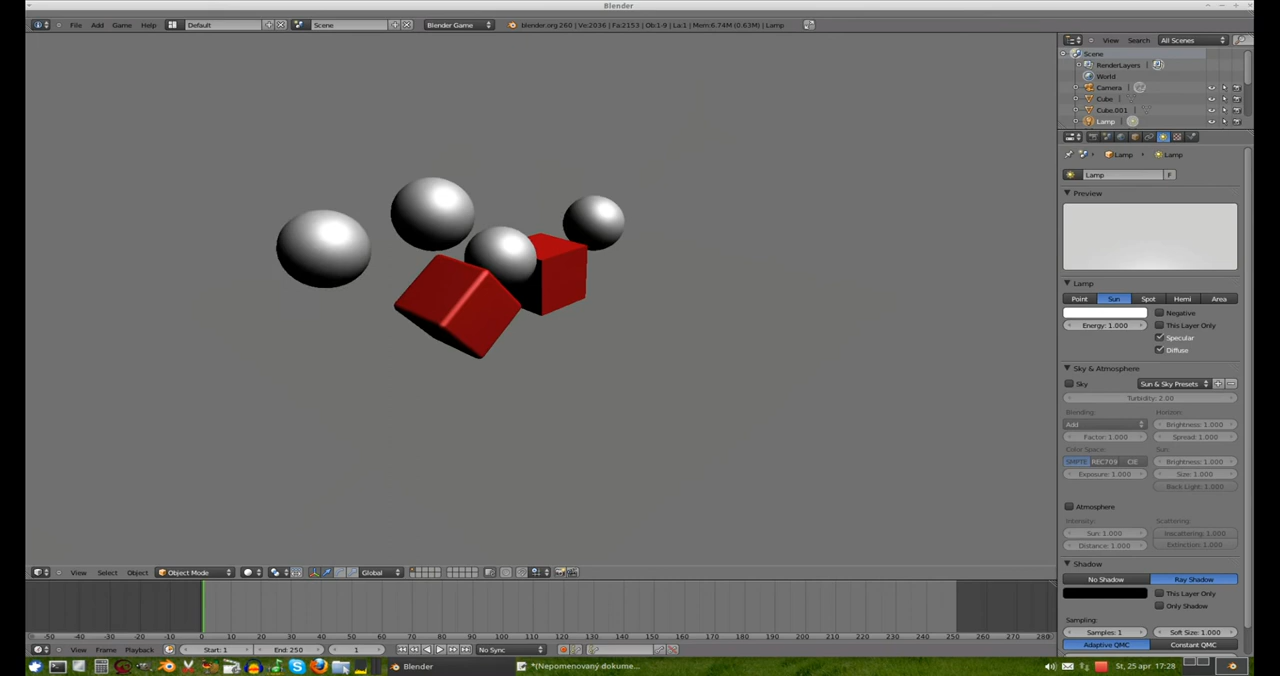 Blender
File Add Game Help Default Scene Blender Game blender.org 260 | Ve:2036 | Fa:2153 | Ob:1-9 | La:1 | Mem:6.74M (0.63M) | Lamp
View Search All Scenes
Scene
RenderLayers
World
Camera
Cube
Cube.001
Lamp
Lamp Lamp
Lamp F
Preview
Lamp
Point Sun Spot Hemi Area
Negative
Energy: 1.000 This Layer Only
Specular
Diffuse
Sky & Atmosphere
Sky Sun & Sky Presets
Turbidity: 2.00
Blending: Horizon:
Add Brightness: 1.000
Factor: 1.000 Spread: 1.000
Color Space: Sun:
SMPTE REC709 CIE Brightness: 1.000
Exposure: 1.000 Size: 1.000
Back Light: 1.000
Atmosphere
Intensity: Scattering:
Sun: 1.000 Inscattering: 1.000
Distance: 1.000 Extinction: 1.000
Shadow
No Shadow Ray Shadow
This Layer Only
Only Shadow
Sampling:
Samples: 1 Soft Size: 1.000
Adaptive QMC Constant QMC
View Select Object Object Mode Global
-50 -40 -30 -20 -10 0 10 20 30 40 50 60 70 80 90 100 110 120 130 140 150 160 170 180 190 200 210 220 230 240 250 260 270 280
View Frame Playback Start: 1 End: 250 1 No Sync
Blender *(Nepomenovaný dokume... St, 25 apr 17:28